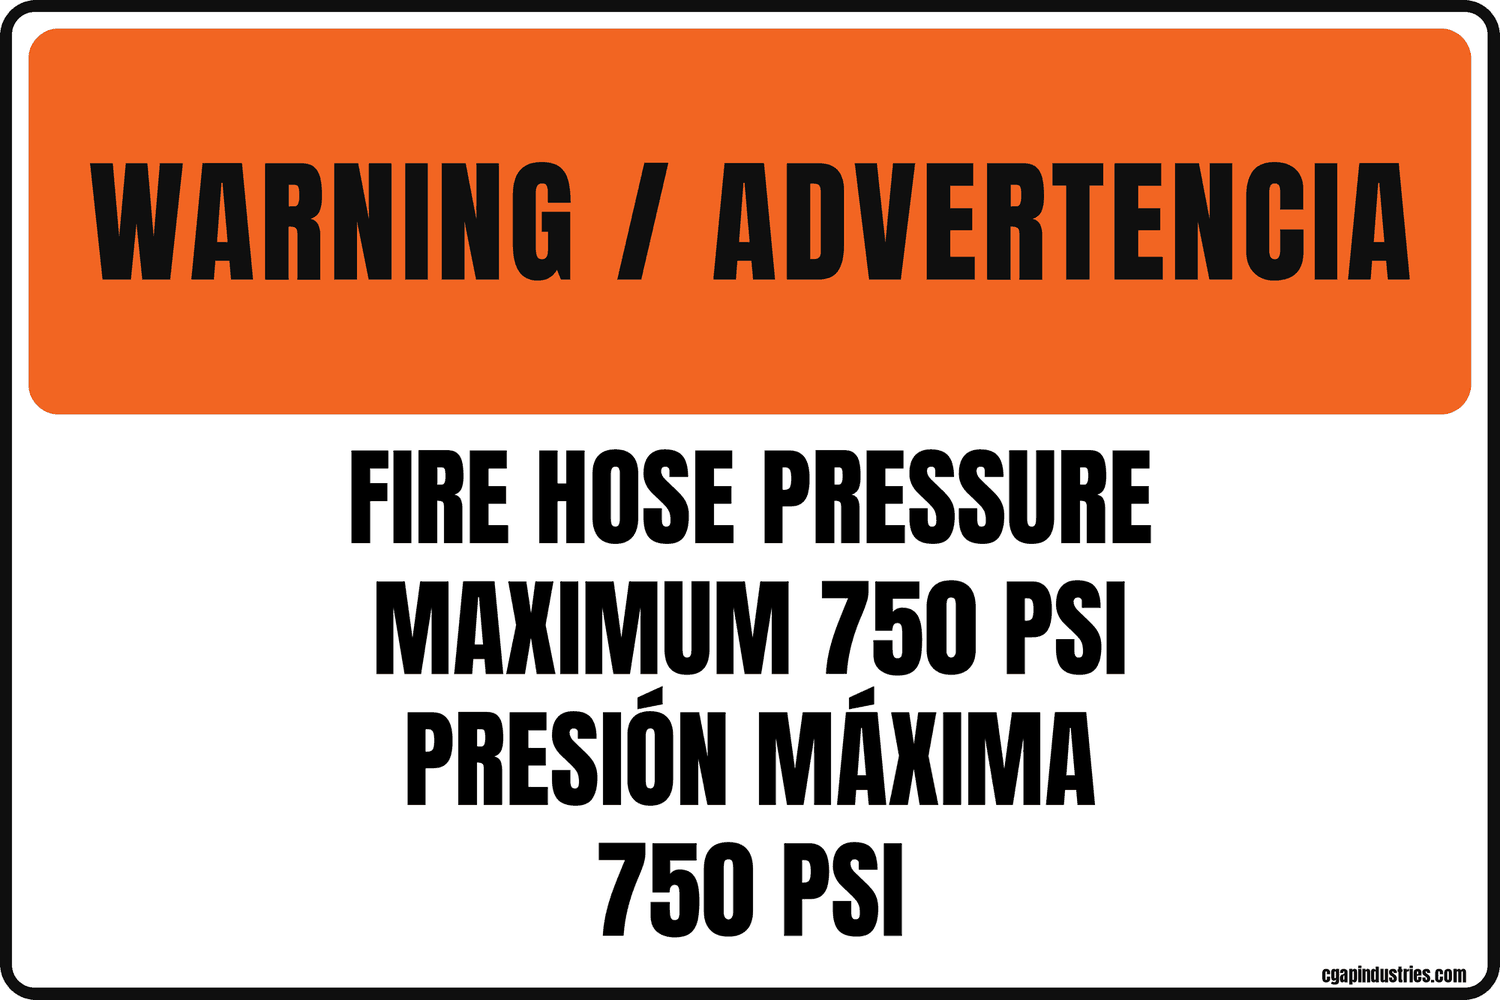 WARNING / ADVERTENCIA
FIRE HOSE PRESSURE
MAXIMUM 750 PSI
PRESIÓN MÁXIMA
750 PSI
cgapindustries.com